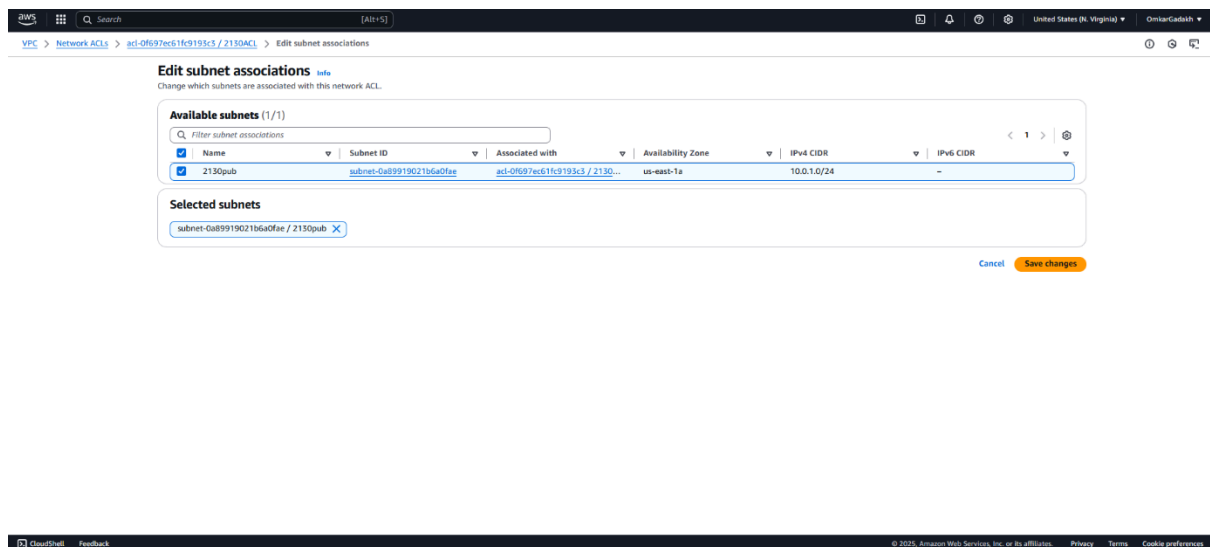 aws Search [Alt+S] United States (N. Virginia) OmkarGadakh
VPC > Network ACLs > acl-0f697ec61fc9193c3 / 2130ACL > Edit subnet associations
Edit subnet associations Info
Change which subnets are associated with this network ACL.
Available subnets (1/1)
Filter subnet associations < 1 >
Name Subnet ID Associated with Availability Zone IPv4 CIDR IPv6 CIDR
2130pub subnet-0a89919021b6a0fae acl-0f697ec61fc9193c3 / 2130... us-east-1a 10.0.1.0/24 –
Selected subnets
subnet-0a89919021b6a0fae / 2130pub X
Cancel Save changes
CloudShell Feedback © 2025, Amazon Web Services, Inc. or its affiliates. Privacy Terms Cookie preferences